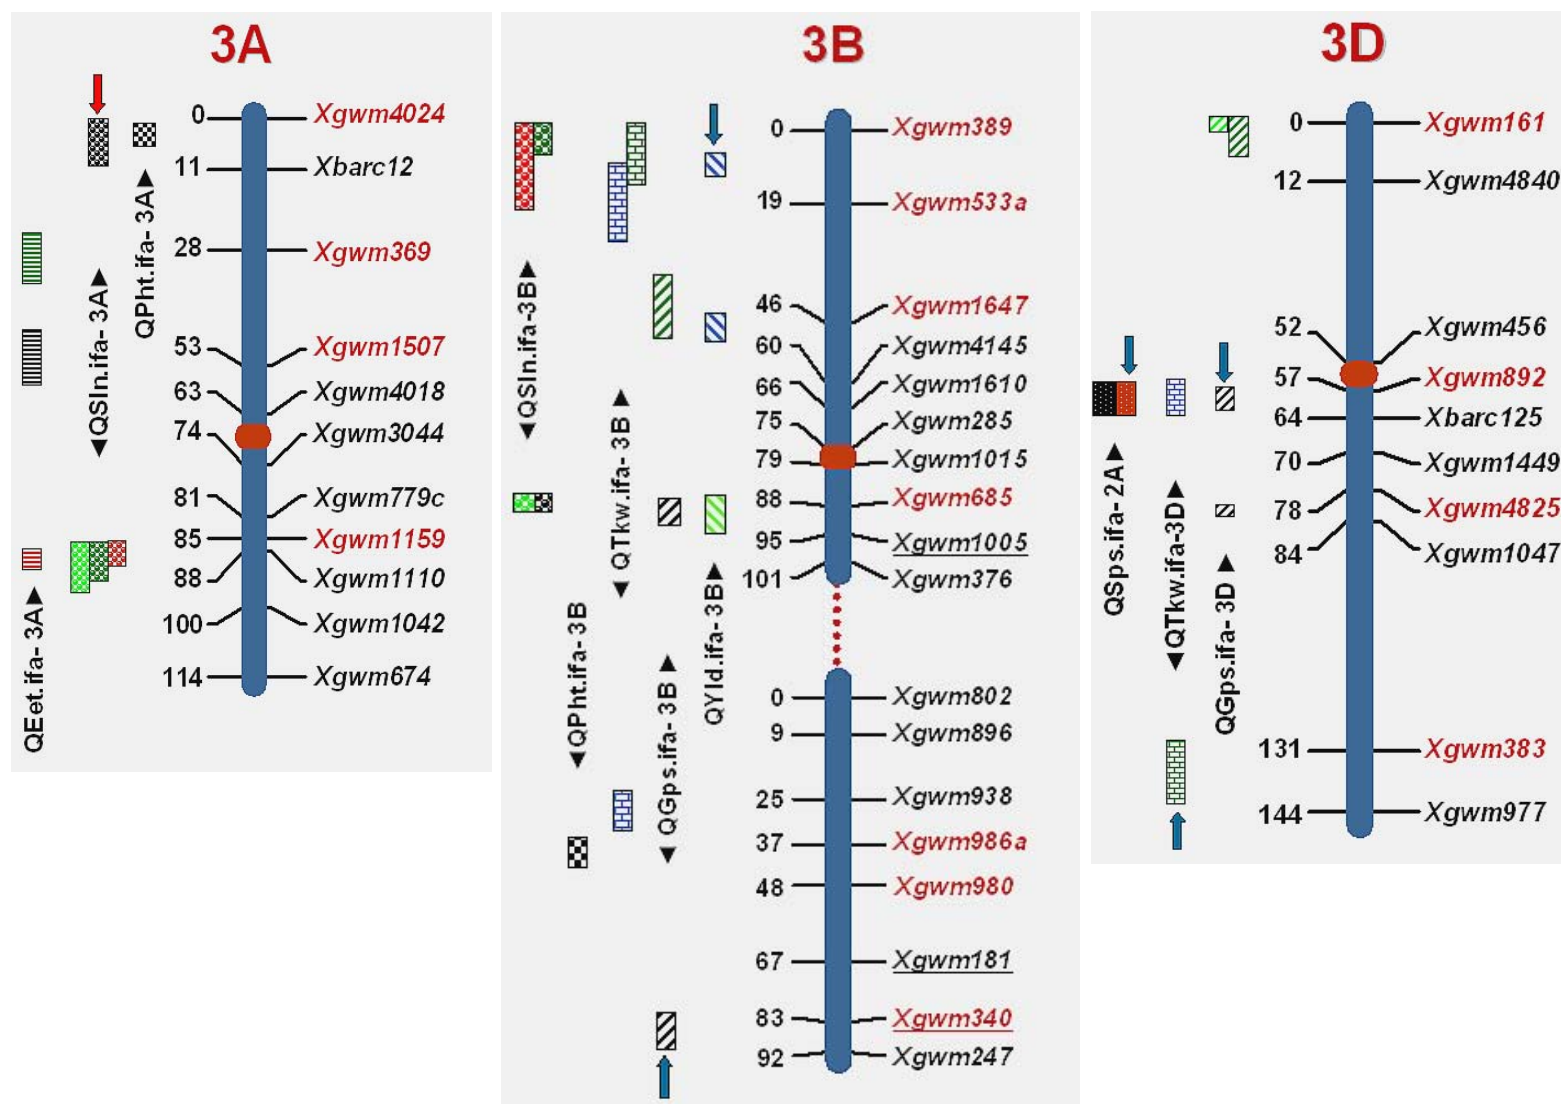 3A
0 Xgwm4024
11 Xbarc12
28 Xgwm369
53 Xgwm1507
63 Xgwm4018
74 Xgwm3044
81 Xgwm779c
85 Xgwm1159
88 Xgwm1110
100 Xgwm1042
114 Xgwm674
QEet.ifa- 3A►
◄QSln.ifa- 3A►
QPht.ifa- 3A►
3B
0 Xgwm389
19 Xgwm533a
46 Xgwm1647
60 Xgwm4145
66 Xgwm1610
75 Xgwm285
79 Xgwm1015
88 Xgwm685
95 Xgwm1005
101 Xgwm376
0 Xgwm802
9 Xgwm896
25 Xgwm938
37 Xgwm986a
48 Xgwm980
67 Xgwm181
83 Xgwm340
92 Xgwm247
◄QSln.ifa-3B►
◄QPht.ifa- 3B
◄ QTkw.ifa- 3B ►
◄ QGps.ifa- 3B ►
QYld.ifa- 3B►
3D
0 Xgwm161
12 Xgwm4840
52 Xgwm456
57 Xgwm892
64 Xbarc125
70 Xgwm1449
78 Xgwm4825
84 Xgwm1047
131 Xgwm383
144 Xgwm977
QSps.ifa- 2A►
◄QTkw.ifa-3D►
QGps.ifa- 3D ►